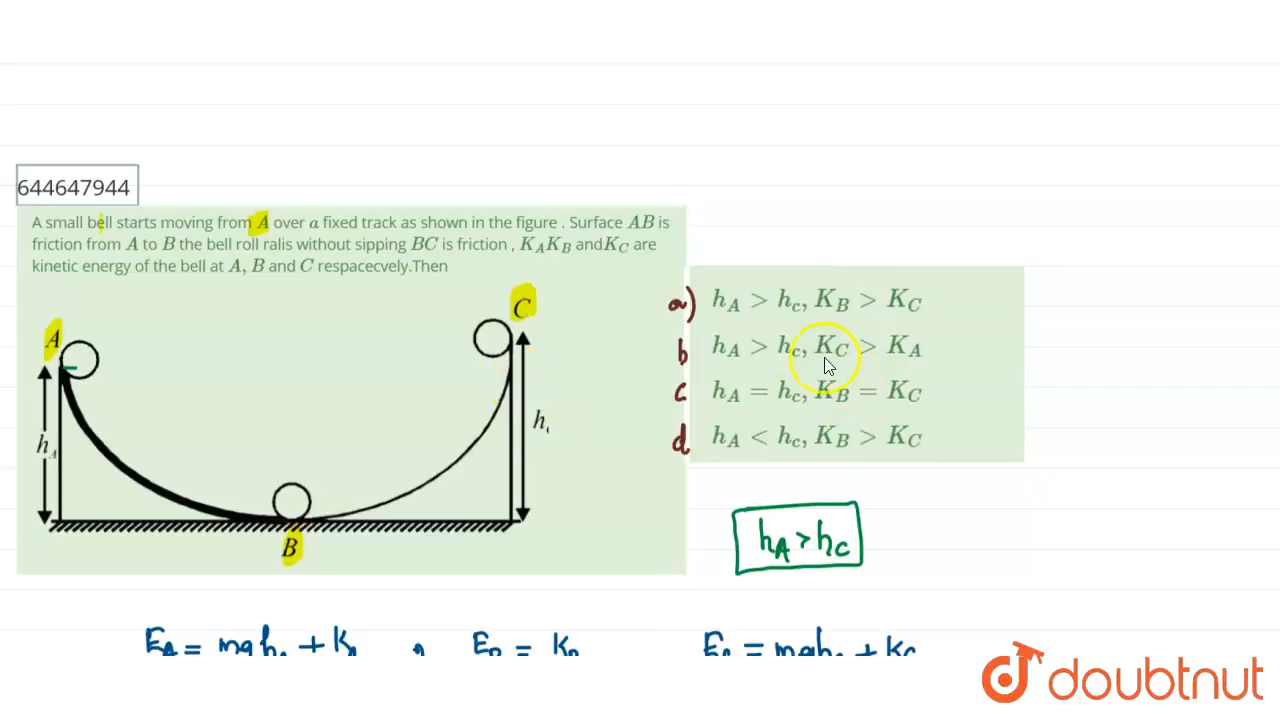 644647944
A small bell starts moving from A over a fixed track as shown in the figure . Surface AB is
friction from A to B the bell roll ralis without sipping BC is friction , K_A K_B and K_C are
kinetic energy of the bell at A, B and C respacecvely.Then
A
C
h_A
h
B
a) h_A > h_c, K_B > K_C
b h_A > h_c, K_C > K_A
c h_A = h_c, K_B = K_C
d h_A < h_c, K_B > K_C
h_A > h_C
E_A = mgh + K
E = K
E = mgh + K
doubtnut